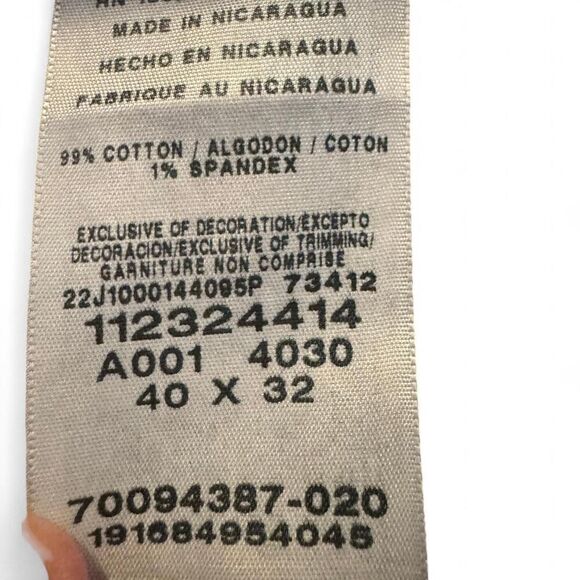 MADE IN NICARAGUA
HECHO EN NICARAGUA
FABRIQUE AU NICARAGUA
99% COTTON / ALGODON / COTON
1% SPANDEX
EXCLUSIVE OF DECORATION/EXCEPTO
DECORACION/EXCLUSIVE OF TRIMMING/
GARNITURE NON COMPRISE
22J1000144095P 73412
112324414
A001 4030
40 X 32
70094387-020
191684954045